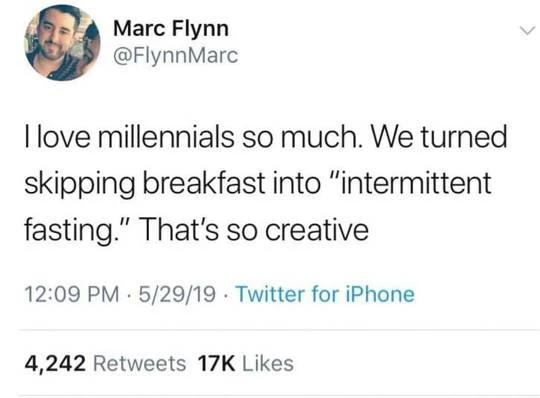 Marc Flynn
@FlynnMarc
I love millennials so much. We turned
skipping breakfast into "intermittent
fasting." That's so creative
12:09 PM · 5/29/19 · Twitter for iPhone
4,242 Retweets 17K Likes